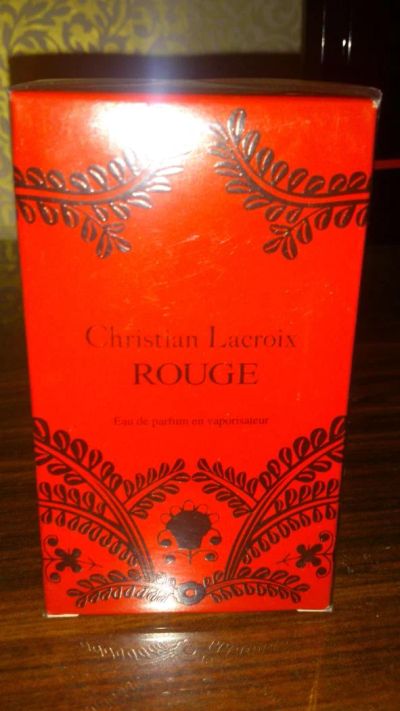 Christian Lacroix
ROUGE
Eau de parfum en vaporisateur